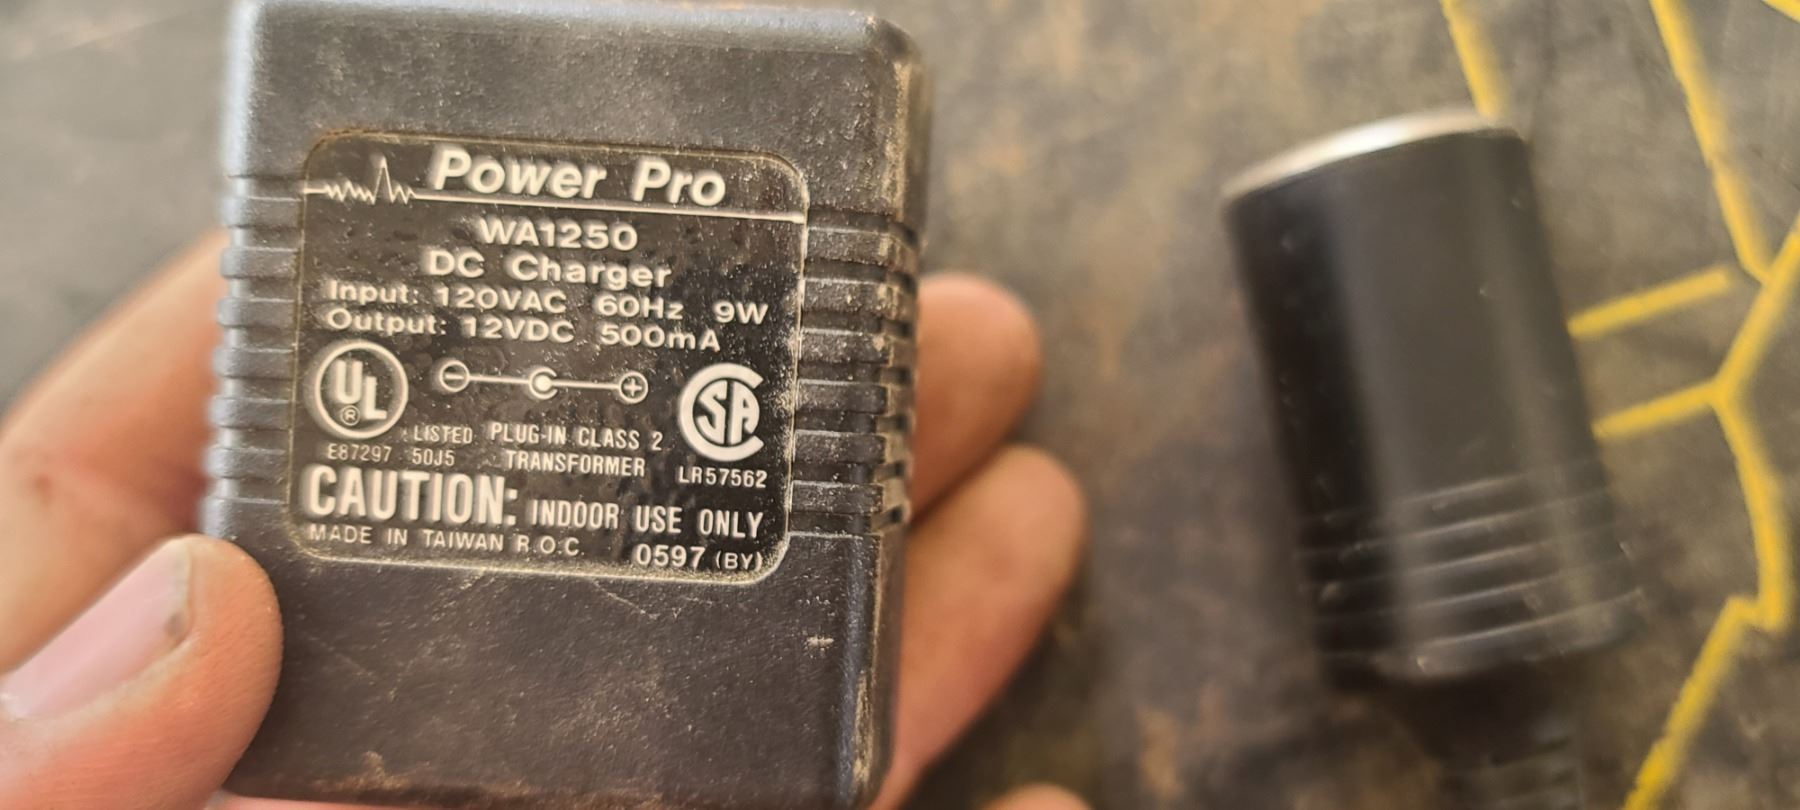 Power Pro
WA1250
DC Charger
Input: 120VAC 60Hz 9W
Output: 12VDC 500mA
UL ®
LISTED
E87297 50J5
PLUG-IN CLASS 2
TRANSFORMER
SA
LR57562
CAUTION: INDOOR USE ONLY
MADE IN TAIWAN R.O.C. 0597 (BY)